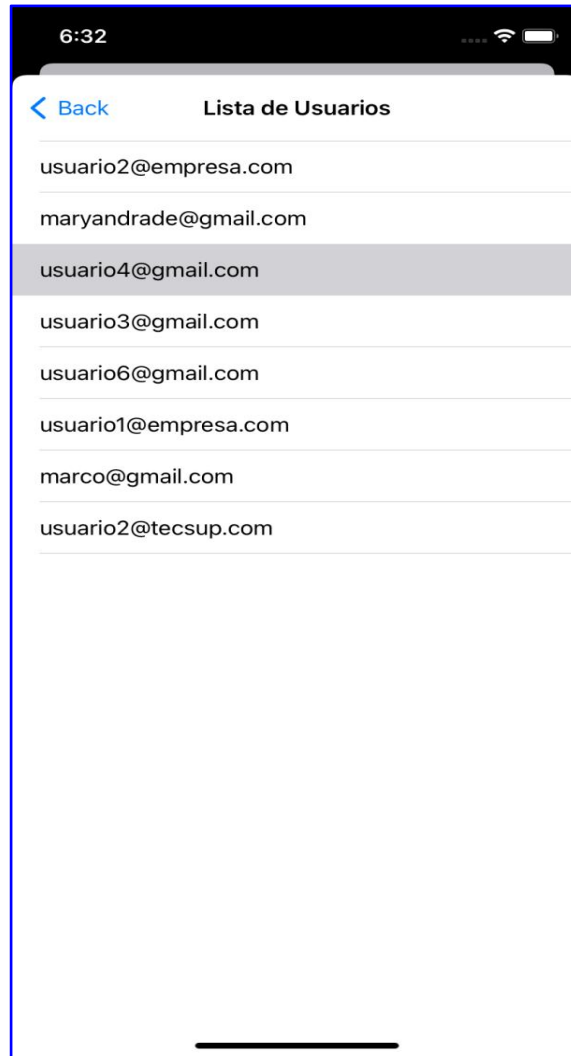 6:32
Back
Lista de Usuarios
usuario2@empresa.com
maryandrade@gmail.com
usuario4@gmail.com
usuario3@gmail.com
usuario6@gmail.com
usuario1@empresa.com
marco@gmail.com
usuario2@tecsup.com